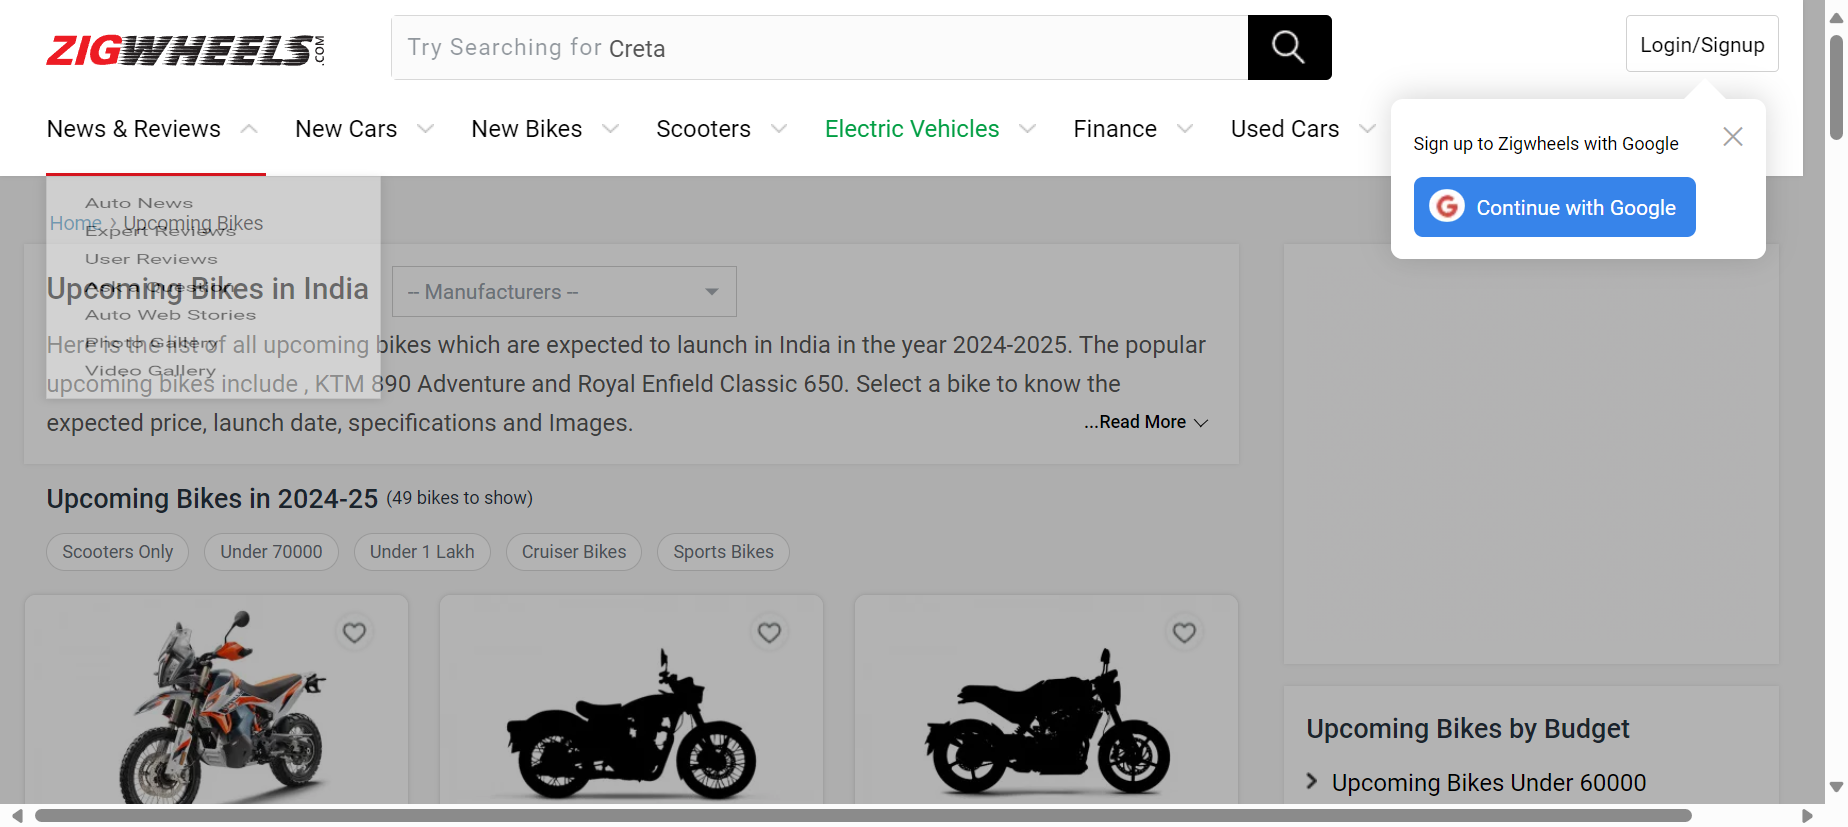 ZIGWHEELS.COM
Try Searching for Creta
Login/Signup
News & Reviews
New Cars
New Bikes
Scooters
Electric Vehicles
Finance
Used Cars
Sign up to Zigwheels with Google
G Continue with Google
Auto News
Expert Reviews
User Reviews
Ask a Question
Auto Web Stories
Photo Gallery
Video Gallery
Home › Upcoming Bikes
Upcoming Bikes in India
-- Manufacturers --
Here is the list of all upcoming bikes which are expected to launch in India in the year 2024-2025. The popular
upcoming bikes include , KTM 890 Adventure and Royal Enfield Classic 650. Select a bike to know the
expected price, launch date, specifications and Images.
...Read More
Upcoming Bikes in 2024-25 (49 bikes to show)
Scooters Only
Under 70000
Under 1 Lakh
Cruiser Bikes
Sports Bikes
Upcoming Bikes by Budget
Upcoming Bikes Under 60000